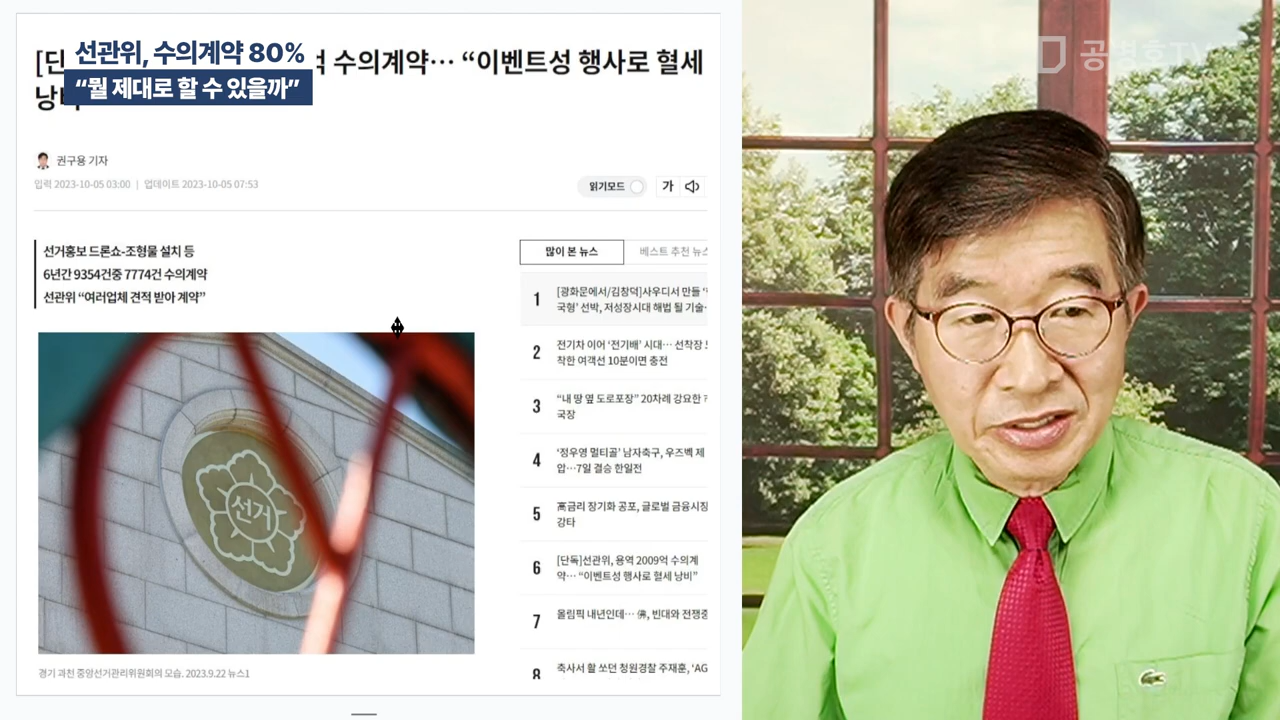 선관위, 수의계약 80%
“뭘 제대로 할 수 있을까”
[단
억 수의계약… “이벤트성 행사로 혈세
낭비”
공병호TV
권구용 기자
입력 2023-10-05 03:00 | 업데이트 2023-10-05 07:53
읽기모드
가
선거홍보 드론쇼-조형물 설치 등
6년간 9354건중 7774건 수의계약
선관위 “여러업체 견적 받아 계약”
선거
경기 과천 중앙선거관리위원회의 모습. 2023.9.22 뉴스1
많이 본 뉴스
베스트 추천 뉴스
1
[광화문에서/김창덕]사우디서 만들
국형’ 선박, 저성장시대 해법 될 기술
2
전기차 이어 ‘전기배’ 시대… 선착장
착한 여객선 10분이면 충전
3
“내 땅 옆 도로포장” 20차례 강요한
국장
4
‘정우영 멀티골’ 남자축구, 우즈벡 제
압…7일 결승 한일전
5
高금리 장기화 공포, 글로벌 금융시장
강타
6
[단독]선관위, 용역 2009억 수의계
약… “이벤트성 행사로 혈세 낭비”
7
올림픽 내년인데… 佛, 빈대와 전쟁중
8
축사서 활 쏘던 청원경찰 주재훈, ‘AG